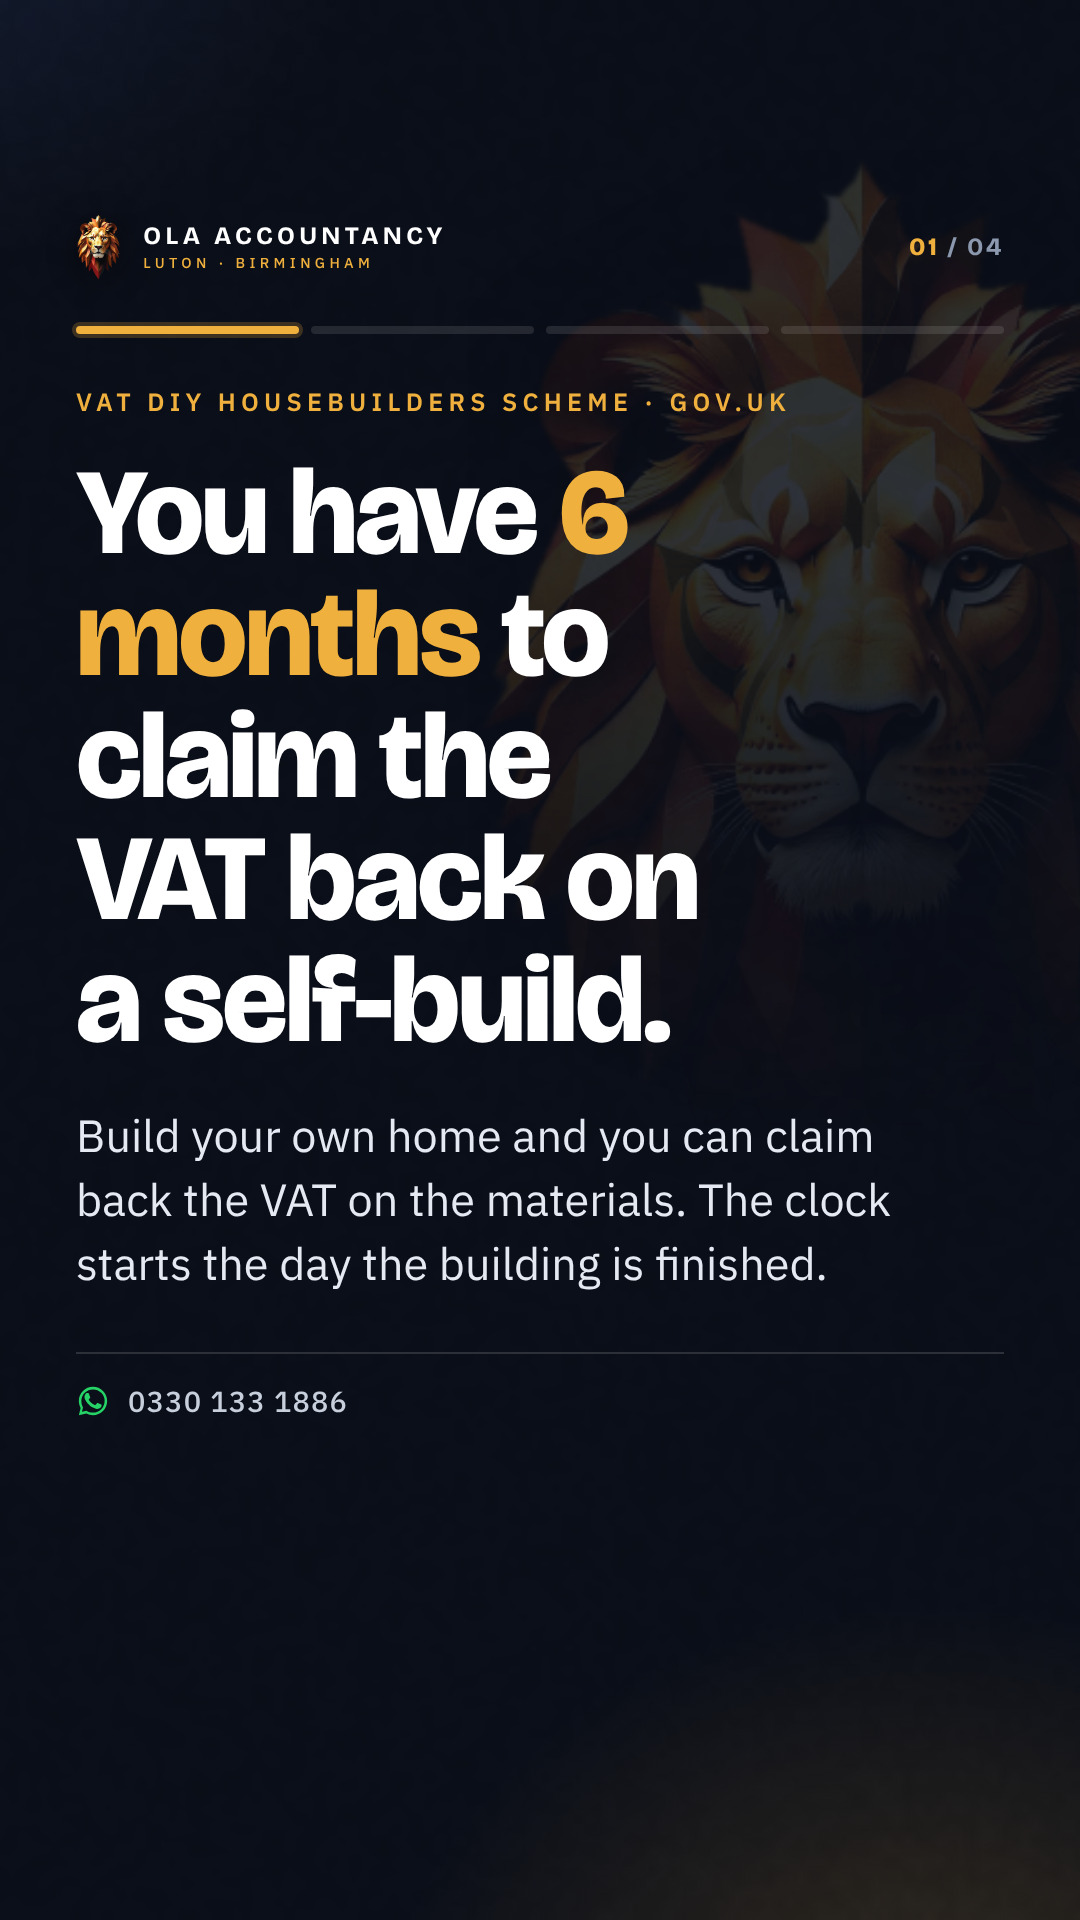 OLA ACCOUNTANCY
LUTON · BIRMINGHAM
01 / 04
VAT DIY HOUSEBUILDERS SCHEME · GOV.UK
You have 6
months to
claim the
VAT back on
a self-build.
Build your own home and you can claim
back the VAT on the materials. The clock
starts the day the building is finished.
0330 133 1886